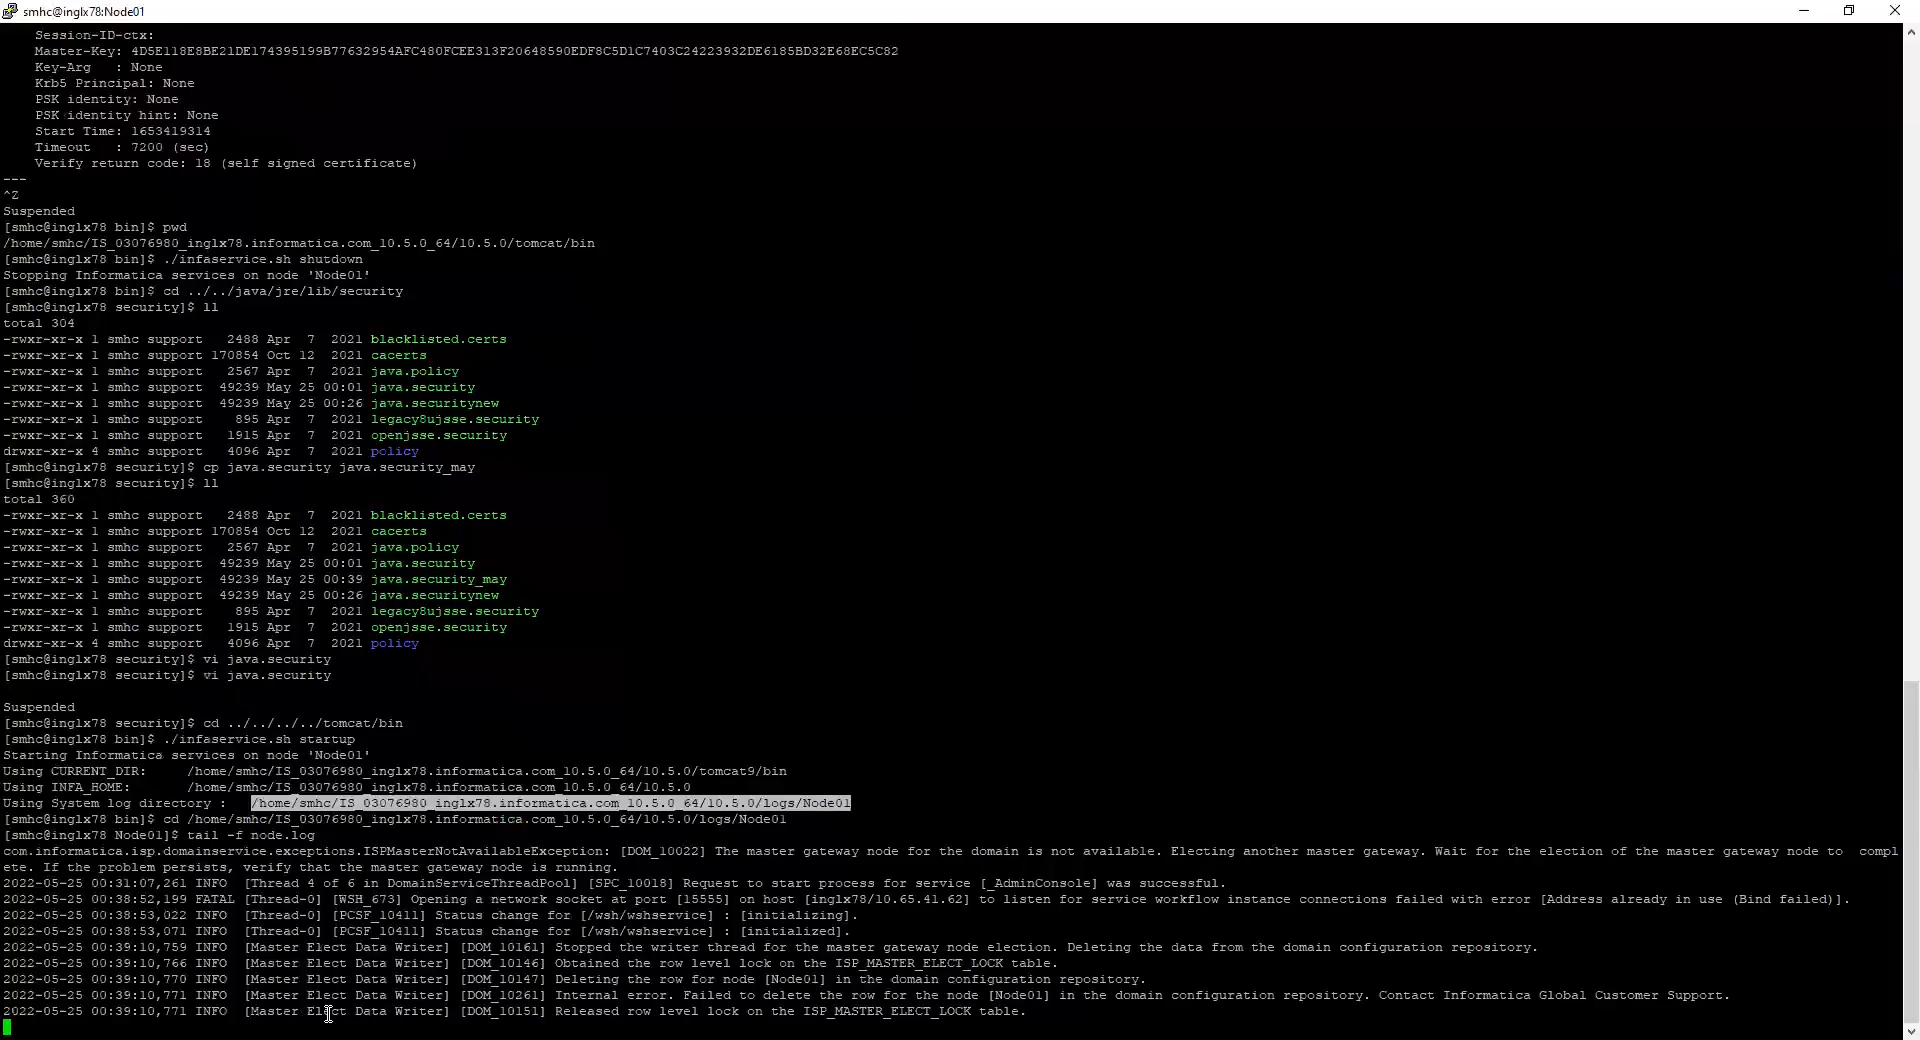 smhc@inglx78:Node01
    Session-ID-ctx:
    Master-Key: 4D5E118E8BE21DE174395199B77632954AFC480FCEE313F20648590EDF8C5D1C7403C24223932DE6185BD32E68EC5C82
    Key-Arg   : None
    Krb5 Principal: None
    PSK identity: None
    PSK identity hint: None
    Start Time: 1653419314
    Timeout   : 7200 (sec)
    Verify return code: 18 (self signed certificate)
---
^Z
Suspended
[smhc@inglx78 bin]$ pwd
/home/smhc/IS_03076980_inglx78.informatica.com_10.5.0_64/10.5.0/tomcat/bin
[smhc@inglx78 bin]$ ./infaservice.sh shutdown
Stopping Informatica services on node 'Node01'
[smhc@inglx78 bin]$ cd ../../java/jre/lib/security
[smhc@inglx78 security]$ ll
total 304
-rwxr-xr-x 1 smhc support   2488 Apr  7  2021 blacklisted.certs
-rwxr-xr-x 1 smhc support 170854 Oct 12  2021 cacerts
-rwxr-xr-x 1 smhc support   2567 Apr  7  2021 java.policy
-rwxr-xr-x 1 smhc support  49239 May 25 00:01 java.security
-rwxr-xr-x 1 smhc support  49239 May 25 00:26 java.securitynew
-rwxr-xr-x 1 smhc support    895 Apr  7  2021 legacy8ujsse.security
-rwxr-xr-x 1 smhc support   1915 Apr  7  2021 openjsse.security
drwxr-xr-x 4 smhc support   4096 Apr  7  2021 policy
[smhc@inglx78 security]$ cp java.security java.security_may
[smhc@inglx78 security]$ ll
total 360
-rwxr-xr-x 1 smhc support   2488 Apr  7  2021 blacklisted.certs
-rwxr-xr-x 1 smhc support 170854 Oct 12  2021 cacerts
-rwxr-xr-x 1 smhc support   2567 Apr  7  2021 java.policy
-rwxr-xr-x 1 smhc support  49239 May 25 00:01 java.security
-rwxr-xr-x 1 smhc support  49239 May 25 00:39 java.security_may
-rwxr-xr-x 1 smhc support  49239 May 25 00:26 java.securitynew
-rwxr-xr-x 1 smhc support    895 Apr  7  2021 legacy8ujsse.security
-rwxr-xr-x 1 smhc support   1915 Apr  7  2021 openjsse.security
drwxr-xr-x 4 smhc support   4096 Apr  7  2021 policy
[smhc@inglx78 security]$ vi java.security
[smhc@inglx78 security]$ vi java.security

Suspended
[smhc@inglx78 security]$ cd ../../../../tomcat/bin
[smhc@inglx78 bin]$ ./infaservice.sh startup
Starting Informatica services on node 'Node01'
Using CURRENT_DIR:     /home/smhc/IS_03076980_inglx78.informatica.com_10.5.0_64/10.5.0/tomcat9/bin
Using INFA_HOME:       /home/smhc/IS_03076980_inglx78.informatica.com_10.5.0_64/10.5.0
Using System log directory :   /home/smhc/IS_03076980_inglx78.informatica.com_10.5.0_64/10.5.0/logs/Node01
[smhc@inglx78 bin]$ cd /home/smhc/IS_03076980_inglx78.informatica.com_10.5.0_64/10.5.0/logs/Node01
[smhc@inglx78 Node01]$ tail -f node.log
com.informatica.isp.domainservice.exceptions.ISPMasterNotAvailableException: [DOM_10022] The master gateway node for the domain is not available. Electing another master gateway. Wait for the election of the master gateway node to  compl
ete. If the problem persists, verify that the master gateway node is running.
2022-05-25 00:31:07,261 INFO  [Thread 4 of 6 in DomainServiceThreadPool] [SPC_10018] Request to start process for service [_AdminConsole] was successful.
2022-05-25 00:38:52,199 FATAL [Thread-0] [WSH_673] Opening a network socket at port [15555] on host [inglx78/10.65.41.62] to listen for service workflow instance connections failed with error [Address already in use (Bind failed)].
2022-05-25 00:38:53,022 INFO  [Thread-0] [PCSF_10411] Status change for [/wsh/wshservice] : [initializing].
2022-05-25 00:38:53,071 INFO  [Thread-0] [PCSF_10411] Status change for [/wsh/wshservice] : [initialized].
2022-05-25 00:39:10,759 INFO  [Master Elect Data Writer] [DOM_10161] Stopped the writer thread for the master gateway node election. Deleting the data from the domain configuration repository.
2022-05-25 00:39:10,766 INFO  [Master Elect Data Writer] [DOM_10146] Obtained the row level lock on the ISP_MASTER_ELECT_LOCK table.
2022-05-25 00:39:10,770 INFO  [Master Elect Data Writer] [DOM_10147] Deleting the row for node [Node01] in the domain configuration repository.
2022-05-25 00:39:10,771 INFO  [Master Elect Data Writer] [DOM_10261] Internal error. Failed to delete the row for the node [Node01] in the domain configuration repository. Contact Informatica Global Customer Support.
2022-05-25 00:39:10,771 INFO  [Master Elect Data Writer] [DOM_10151] Released row level lock on the ISP_MASTER_ELECT_LOCK table.